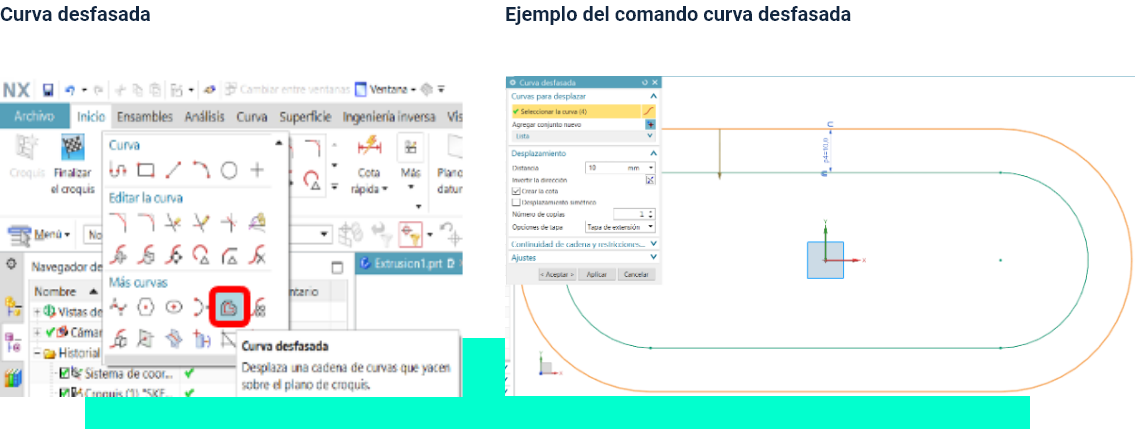 Curva desfasada
Ejemplo del comando curva desfasada
NX
Cambiar entre ventanas
Ventana
Archivo
Inicio
Ensambles
Análisis
Curva
Superficie
Ingeniería inversa
Vis
Croquis
Finalizar
el croquis
Curva
Editar la curva
Más curvas
Cota
rápida
Más
Plano
datur
Menú
No
Navegador de
Nombre
ntario
Extrusion1.prt
Vistas de
Cáma
Historial
Sistema de coor...
Croquis (1) "SKE...
Curva desfasada
Desplaza una cadena de curvas que yacen
sobre el plano de croquis.
Curva desfasada
Curvas para desplazar
Seleccionar la curva (4)
Agregar conjunto nuevo
Lista
Desplazamiento
Distancia 10 mm
Invertir la dirección
Crear la cota
Desplazamiento simétrico
Número de copias 1
Opciones de tapa Tapa de extensión
Continuidad de cadena y restricciones...
Ajustes
< Aceptar > Aplicar Cancelar
p4=10,0
Y
X